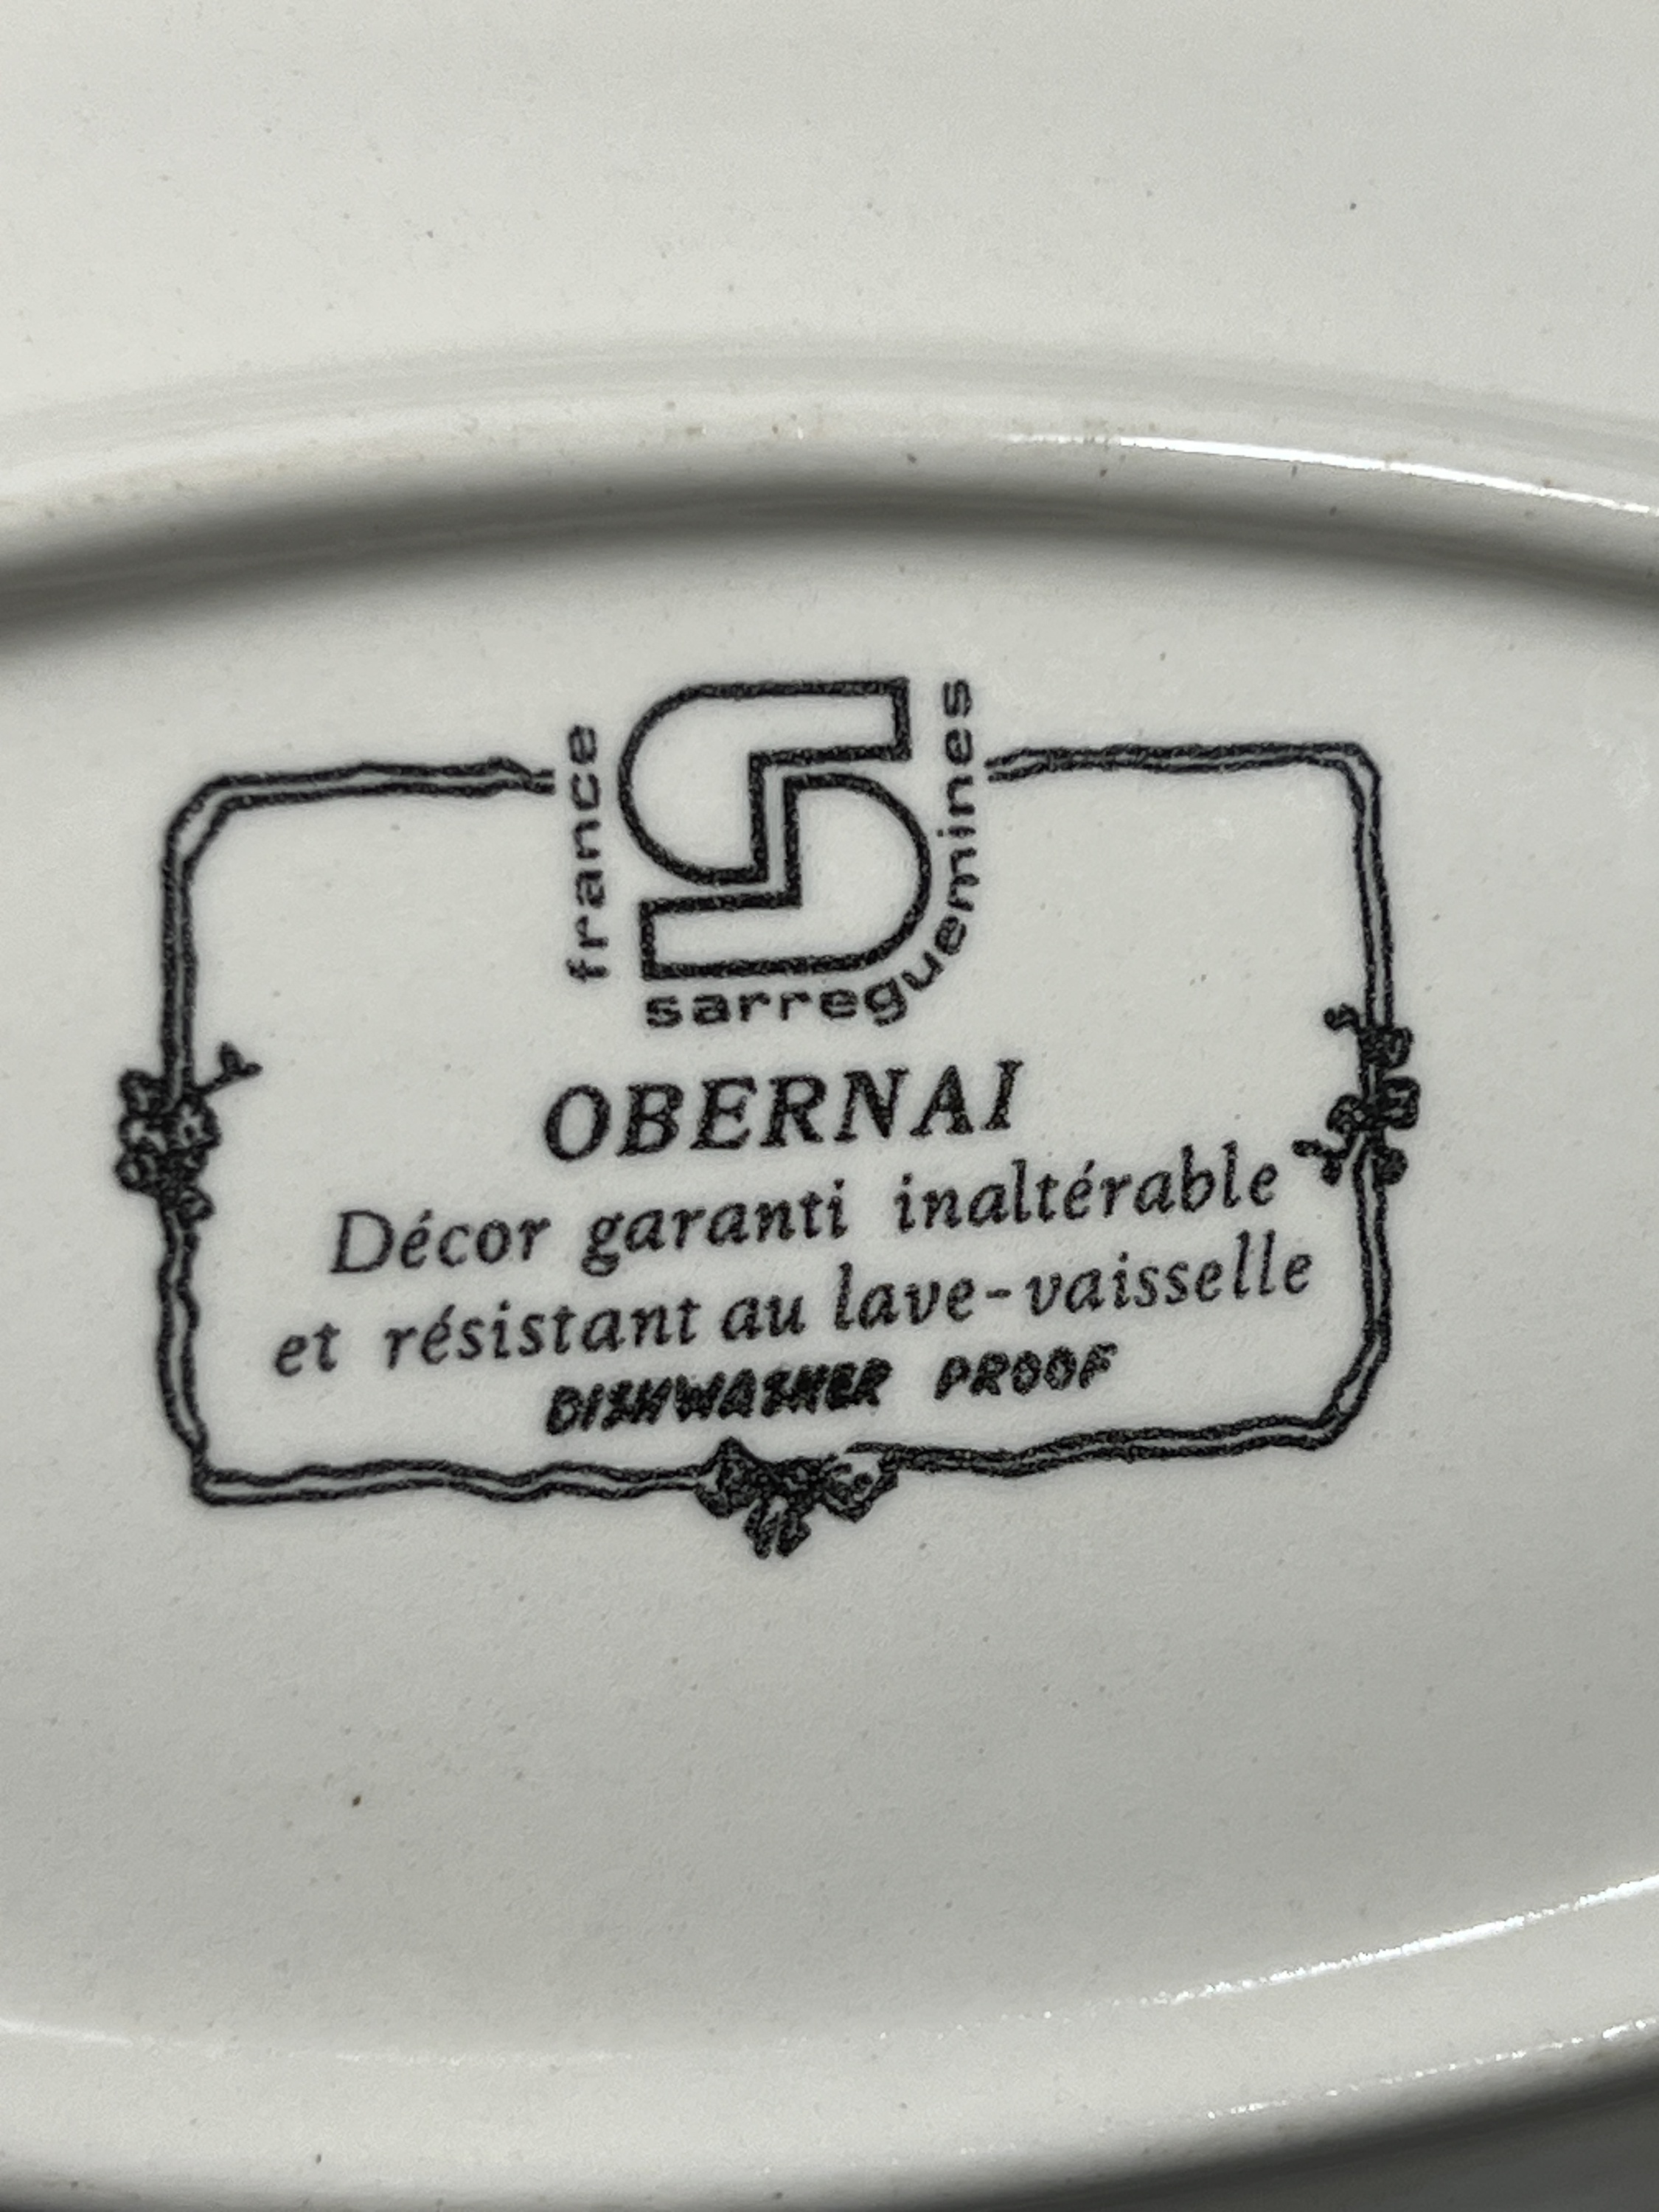 france
sarreguemines
OBERNAI
Décor garanti inaltérable
et résistant au lave-vaisselle
DISHWASHER PROOF